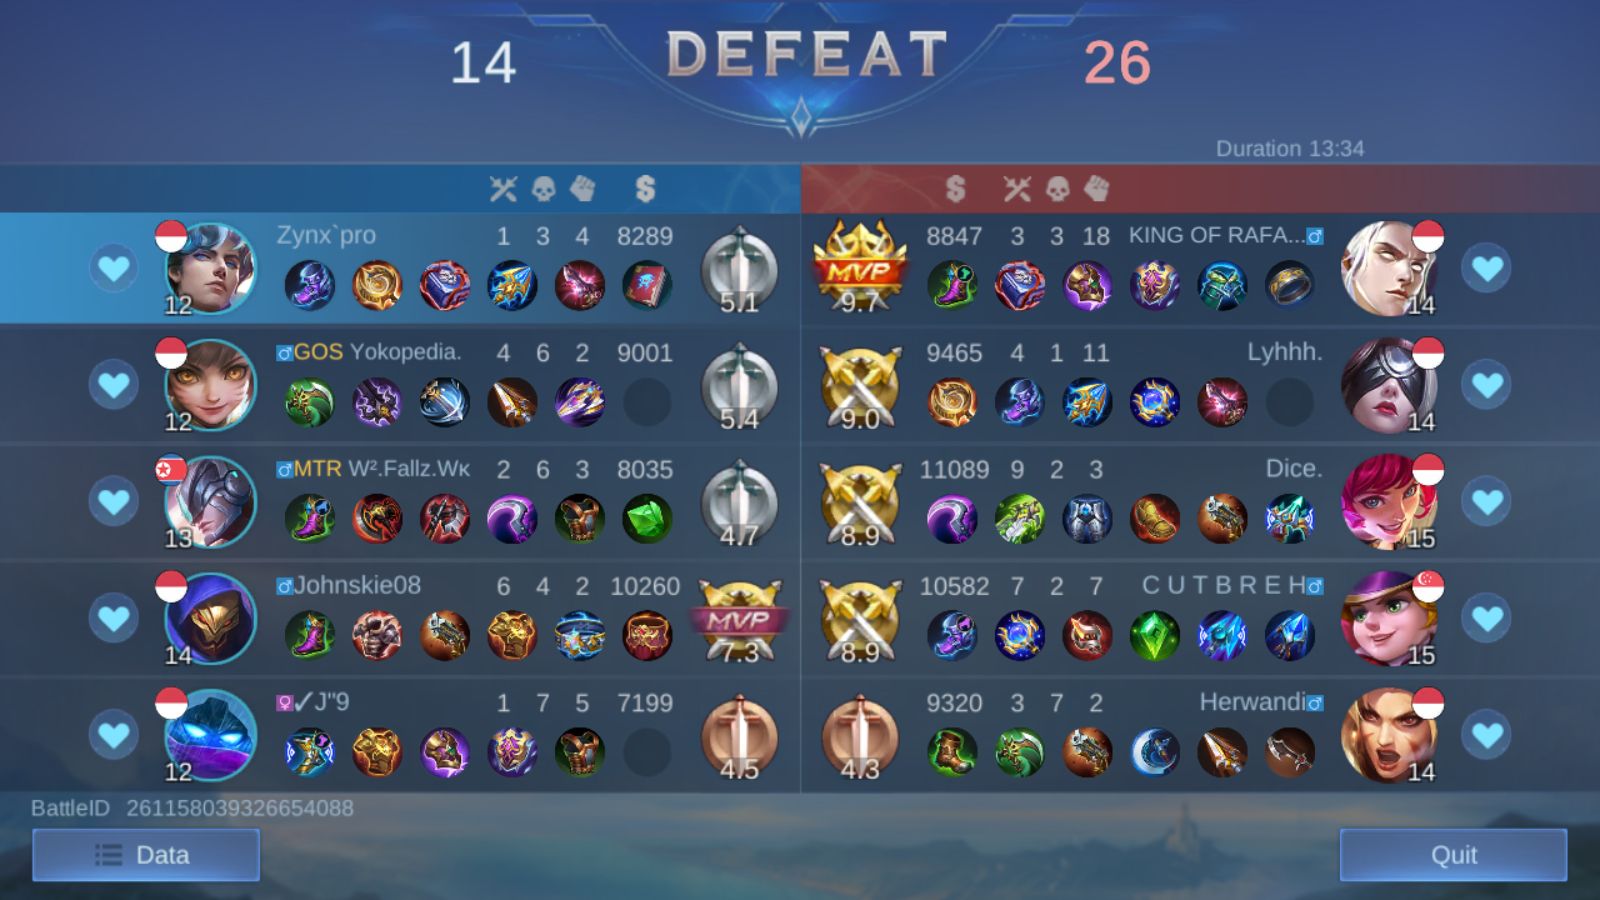 14 DEFEAT 26
Duration 13:34
Zynx`pro 1 3 4 8289
12 5.1
MVP 9.7 8847 3 3 18 KING OF RAFA...
14
GOS Yokopedia. 4 6 2 9001
12 5.4
9.0 9465 4 1 11 Lyhhh.
14
MTR W².Fallz.Wĸ 2 6 3 8035
13 4.7
8.9 11089 9 2 3 Dice.
15
Johnskie08 6 4 2 10260
14 MVP 7.3
8.9 10582 7 2 7 C U T B R E H
15
✓J"9 1 7 5 7199
12 4.5
4.3 9320 3 7 2 Herwandi
14
BattleID 261158039326654088
Data
Quit